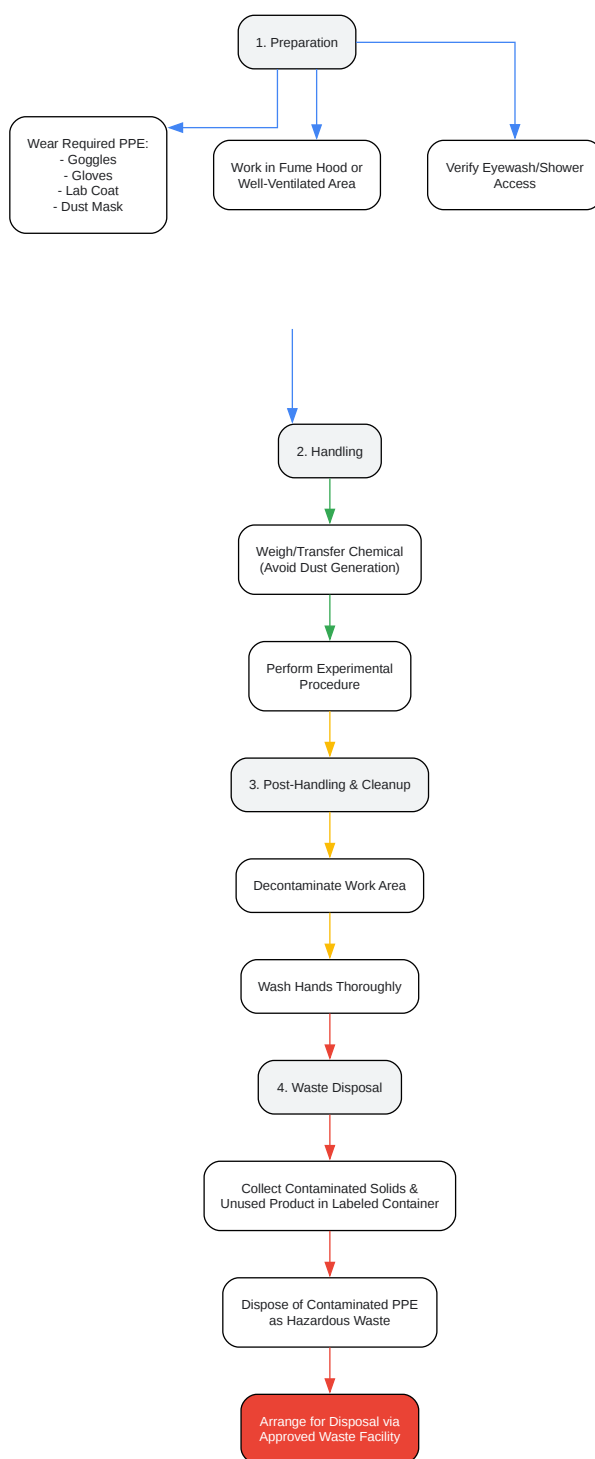 1. Preparation
Wear Required PPE:
- Goggles
- Gloves
- Lab Coat
- Dust Mask
Work in Fume Hood or
Well-Ventilated Area
Verify Eyewash/Shower
Access
2. Handling
Weigh/Transfer Chemical
(Avoid Dust Generation)
Perform Experimental
Procedure
3. Post-Handling & Cleanup
Decontaminate Work Area
Wash Hands Thoroughly
4. Waste Disposal
Collect Contaminated Solids &
Unused Product in Labeled Container
Dispose of Contaminated PPE
as Hazardous Waste
Arrange for Disposal via
Approved Waste Facility